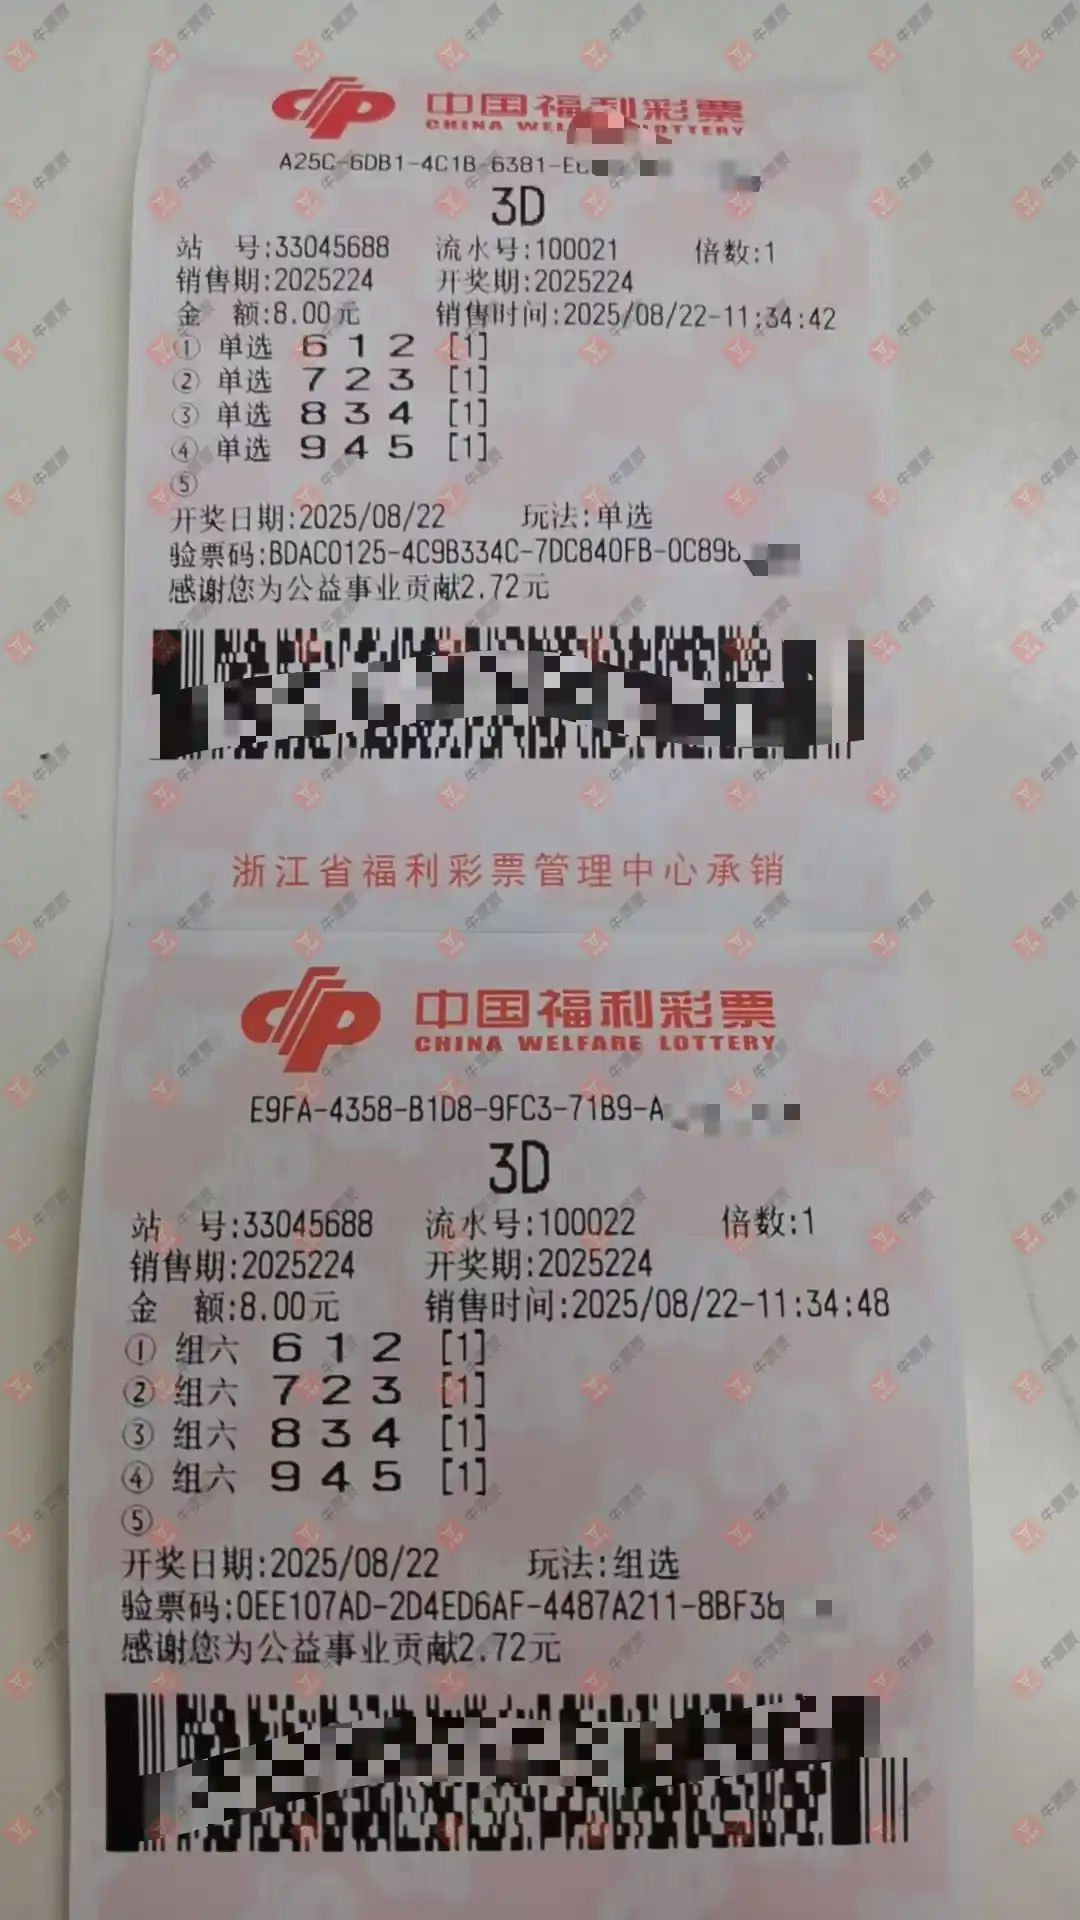 中国福利彩票
CHINA WELFARE LOTTERY
A25C-6DB1-4C1B-6381-E
3D
站 号:33045688 流水号:100021 倍数:1
销售期:2025224 开奖期:2025224
金 额:8.00元 销售时间:2025/08/22-11:34:42
① 单选 6 1 2 [1]
② 单选 7 2 3 [1]
③ 单选 8 3 4 [1]
④ 单选 9 4 5 [1]
⑤
开奖日期:2025/08/22 玩法:单选
验票码:BDAC0125-4C9B334C-7DC840FB-0C89
感谢您为公益事业贡献2.72元
浙江省福利彩票管理中心承销
中国福利彩票
CHINA WELFARE LOTTERY
E9FA-4358-B1D8-9FC3-71B9-A
3D
站 号:33045688 流水号:100022 倍数:1
销售期:2025224 开奖期:2025224
金 额:8.00元 销售时间:2025/08/22-11:34:48
① 组六 6 1 2 [1]
② 组六 7 2 3 [1]
③ 组六 8 3 4 [1]
④ 组六 9 4 5 [1]
⑤
开奖日期:2025/08/22 玩法:组选
验票码:0EE107AD-2D4ED6AF-4487A211-8BF38
感谢您为公益事业贡献2.72元